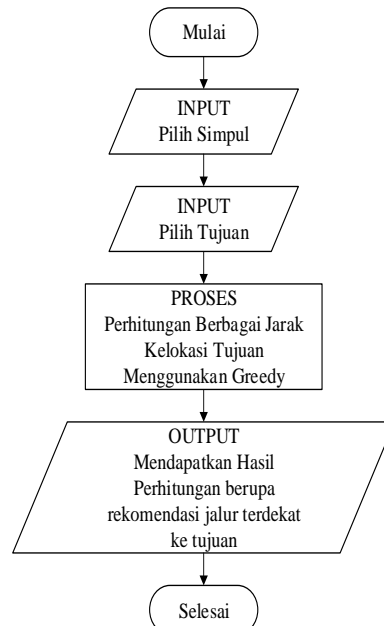 Mulai
INPUT
Pilih Simpul
INPUT
Pilih Tujuan
PROSES
Perhitungan Berbagai Jarak
Kelokasi Tujuan
Menggunakan Greedy
OUTPUT
Mendapatkan Hasil
Perhitungan berupa
rekomendasi jalur terdekat
ke tujuan
Selesai